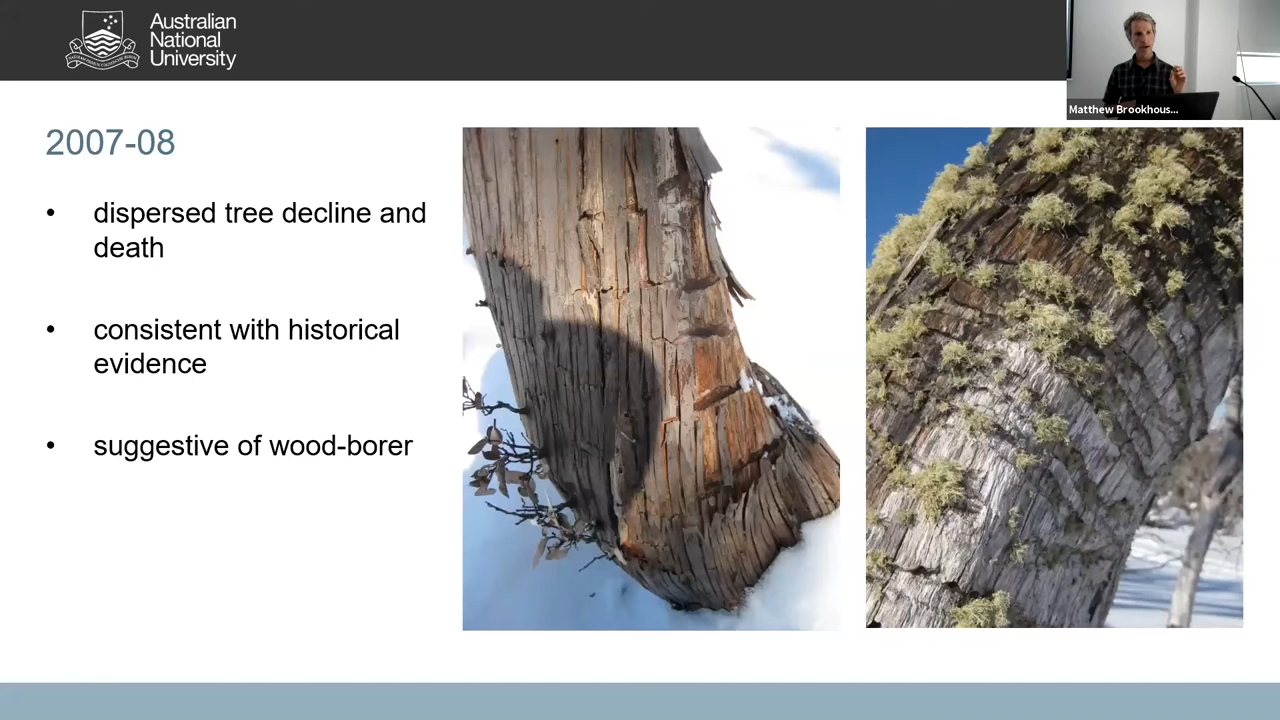 Australian
National
University
Matthew Brookhous...
2007-08
• dispersed tree decline and
death
• consistent with historical
evidence
• suggestive of wood-borer